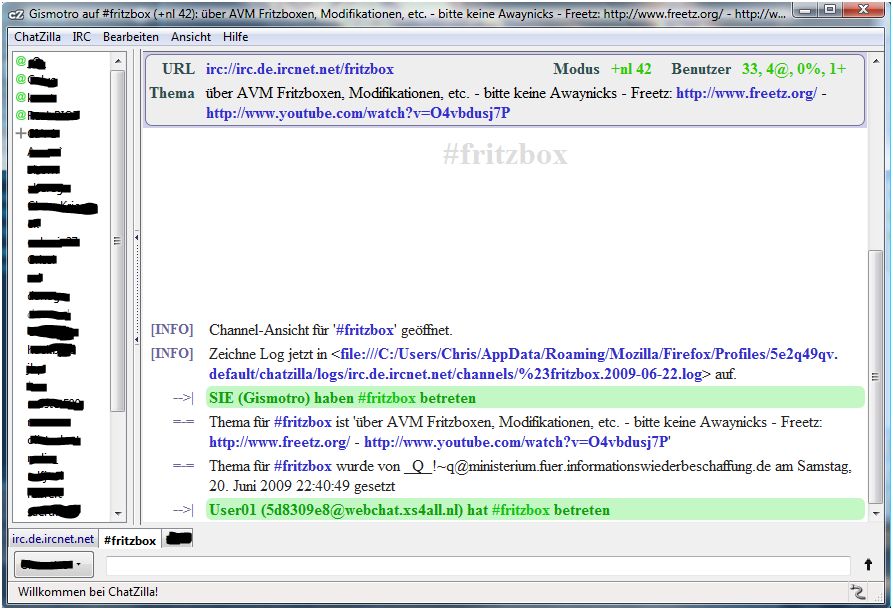 Gismotro auf #fritzbox (+nl 42): über AVM Fritzboxen, Modifikationen, etc. - bitte keine Awaynicks - Freetz: http://www.freetz.org/ - http://www.y...
ChatZilla IRC Bearbeiten Ansicht Hilfe
URL irc://irc.de.ircnet.net/fritzbox Modus +nl 42 Benutzer 33, 4@, 0%, 1+
Thema über AVM Fritzboxen, Modifikationen, etc. - bitte keine Awaynicks - Freetz: http://www.freetz.org/ -
http://www.youtube.com/watch?v=O4vbdusj7P
#fritzbox
[INFO] Channel-Ansicht für '#fritzbox' geöffnet.
[INFO] Zeichne Log jetzt in <file:///C:/Users/Chris/AppData/Roaming/Mozilla/Firefox/Profiles/5e2q49qv.
default/chatzilla/logs/irc.de.ircnet.net/channels/%23fritzbox.2009-06-22.log> auf.
-->| SIE (Gismotro) haben #fritzbox betreten
=-= Thema für #fritzbox ist 'über AVM Fritzboxen, Modifikationen, etc. - bitte keine Awaynicks - Freetz:
http://www.freetz.org/ - http://www.youtube.com/watch?v=O4vbdusj7P'
=-= Thema für #fritzbox wurde von _Q_!~q@ministerium.fuer.informationswiederbeschaffung.de am Samstag,
20. Juni 2009 22:40:49 gesetzt
-->| User01 (5d8309e8@webchat.xs4all.nl) hat #fritzbox betreten
irc.de.ircnet.net #fritzbox
Willkommen bei ChatZilla!